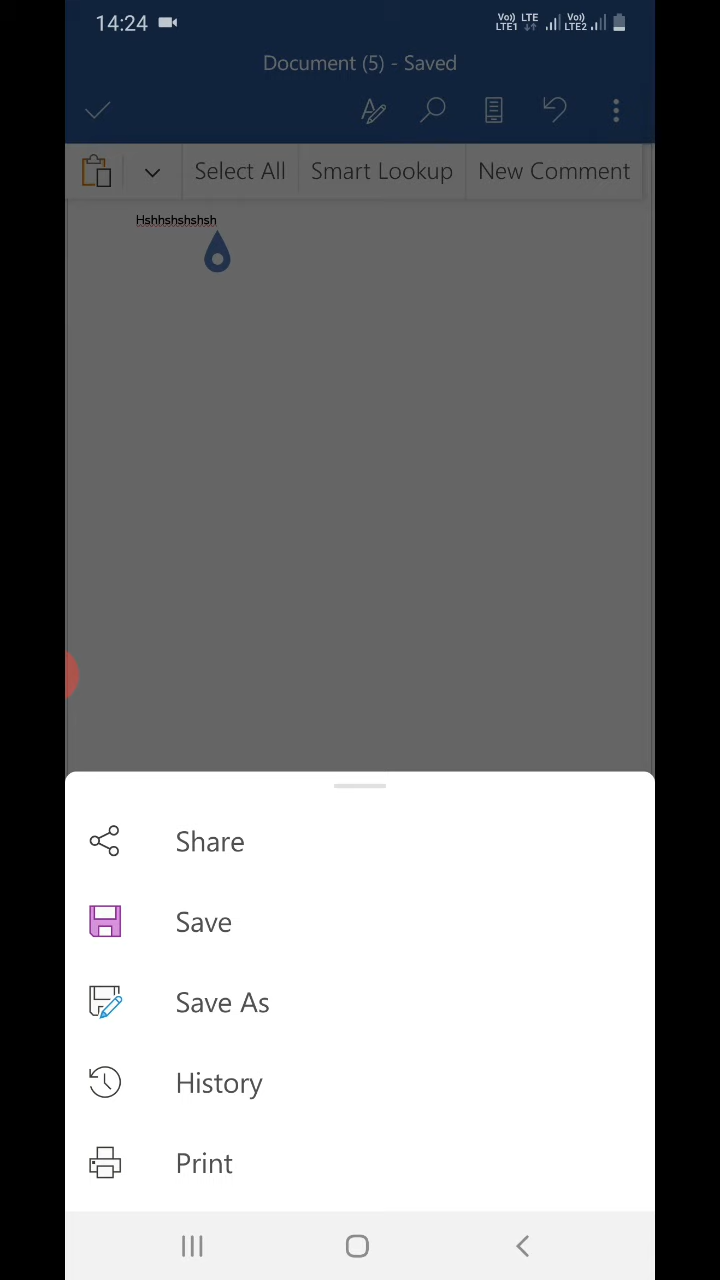 14:24
Vo)) LTE Vo))
LTE1 LTE2
Document (5) - Saved
Select All Smart Lookup New Comment
Hshhshshshsh
Share
Save
Save As
History
Print